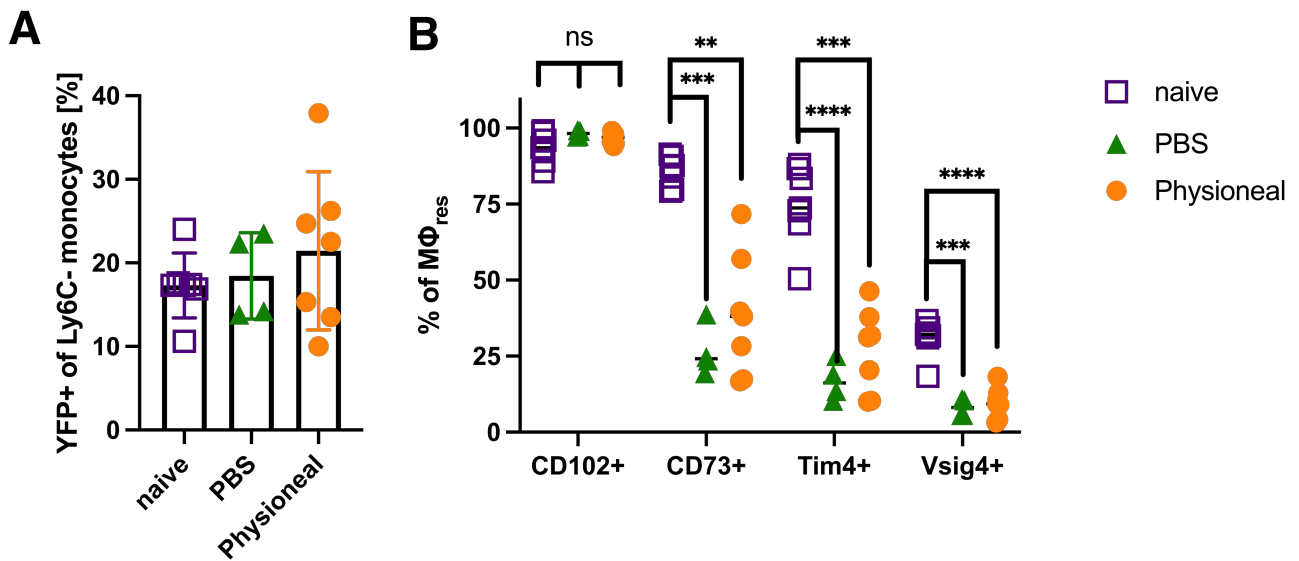 A
YFP+ of Ly6C- monocytes [%]
40
30
20
10
0
naive
PBS
Physioneal
B
% of MΦres
100
75
50
25
0
ns
**
***
***
****
****
***
CD102+
CD73+
Tim4+
Vsig4+
naive
PBS
Physioneal